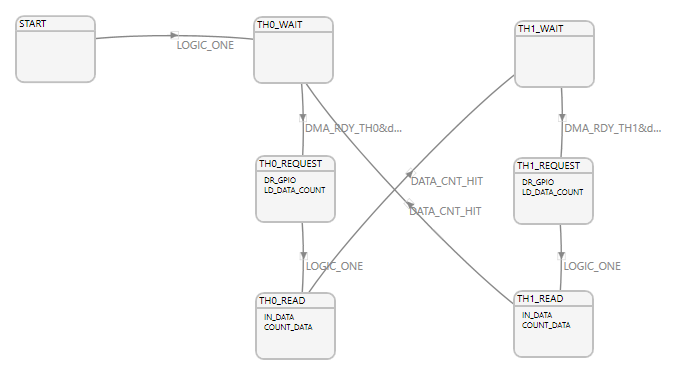 START
LOGIC_ONE
TH0_WAIT
TH1_WAIT
DMA_RDY_TH0&d...
DMA_RDY_TH1&d...
TH0_REQUEST
DR_GPIO
LD_DATA_COUNT
DATA_CNT_HIT
DATA_CNT_HIT
TH1_REQUEST
DR_GPIO
LD_DATA_COUNT
LOGIC_ONE
LOGIC_ONE
TH0_READ
IN_DATA
COUNT_DATA
TH1_READ
IN_DATA
COUNT_DATA